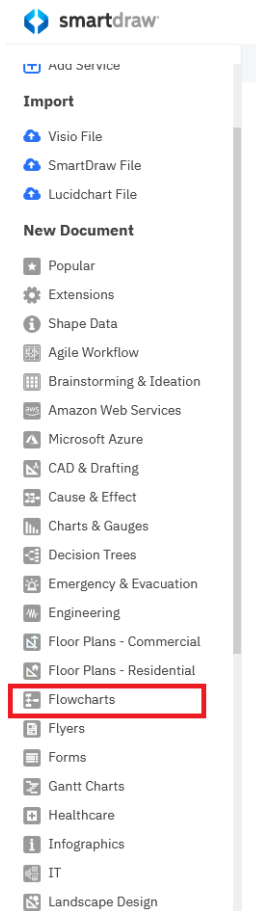 smartdraw
Add Service
Import
Visio File
SmartDraw File
Lucidchart File
New Document
Popular
Extensions
Shape Data
Agile Workflow
Brainstorming & Ideation
aws Amazon Web Services
Microsoft Azure
CAD & Drafting
Cause & Effect
Charts & Gauges
Decision Trees
Emergency & Evacuation
Engineering
Floor Plans - Commercial
Floor Plans - Residential
Flowcharts
Flyers
Forms
Gantt Charts
Healthcare
Infographics
IT
Landscape Design